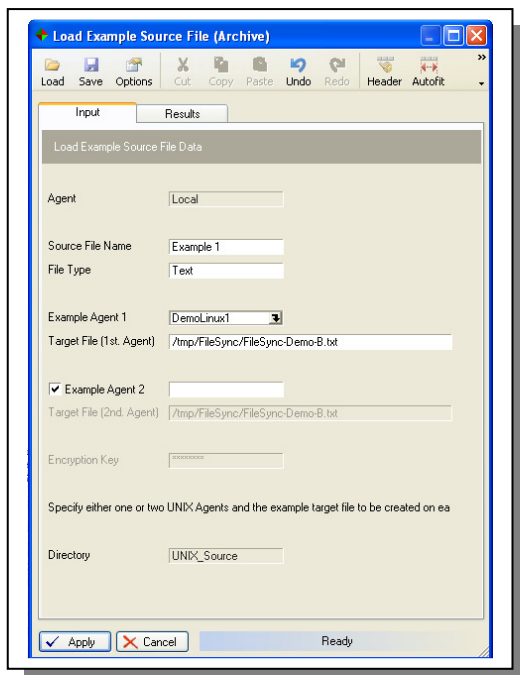 Load Example Source File (Archive)
Load Save Options Cut Copy Paste Undo Redo Header Autofit
Input Results
Load Example Source File Data
Agent Local
Source File Name Example 1
File Type Text
Example Agent 1 DemoLinux1
Target File (1st. Agent) /tmp/FileSync/FileSync-Demo-B.txt
Example Agent 2
Target File (2nd. Agent) /tmp/FileSync/FileSync-Demo-B.txt
Encryption Key ********
Specify either one or two UNIX Agents and the example target file to be created on ea
Directory UNIX_Source
Apply Cancel Ready